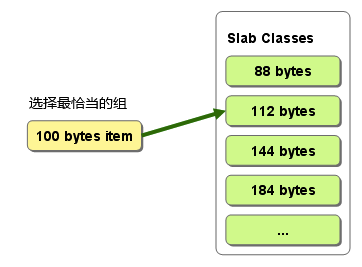 Slab Classes
88 bytes
选择最恰当的组
112 bytes
100 bytes item
144 bytes
184 bytes
...